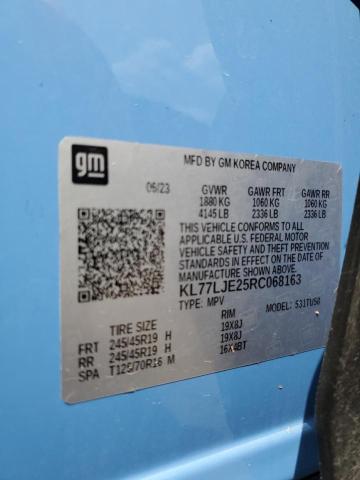 gm
MFD BY GM KOREA COMPANY
06/23 GVWR GAWR FRT GAWR RR
1880 KG 1060 KG 1060 KG
4145 LB 2336 LB 2336 LB
THIS VEHICLE CONFORMS TO ALL
APPLICABLE U.S. FEDERAL MOTOR
VEHICLE SAFETY AND BUMPER
STANDARDS IN EFFECT ON THE DATE
OF MANUFACTURE SHOWN ABOVE.
KL77LJE25RC068163
TYPE: MPV MODEL: 531TU58
TIRE SIZE RIM
FRT 245/45R19 H 19X8J
RR 245/45R19 H 19X8J
SPA T125/70R16 M 16X4BT